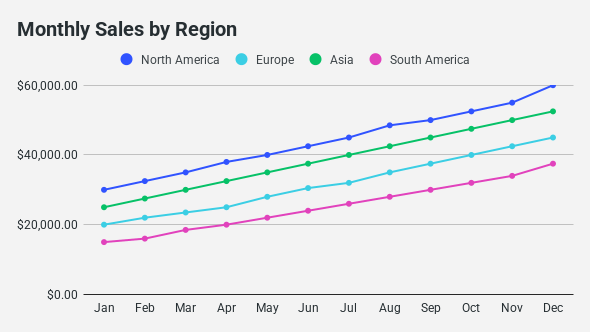 Monthly Sales by Region
North America Europe Asia South America
$60,000.00
$40,000.00
$20,000.00
$0.00
Jan Feb Mar Apr May Jun Jul Aug Sep Oct Nov Dec